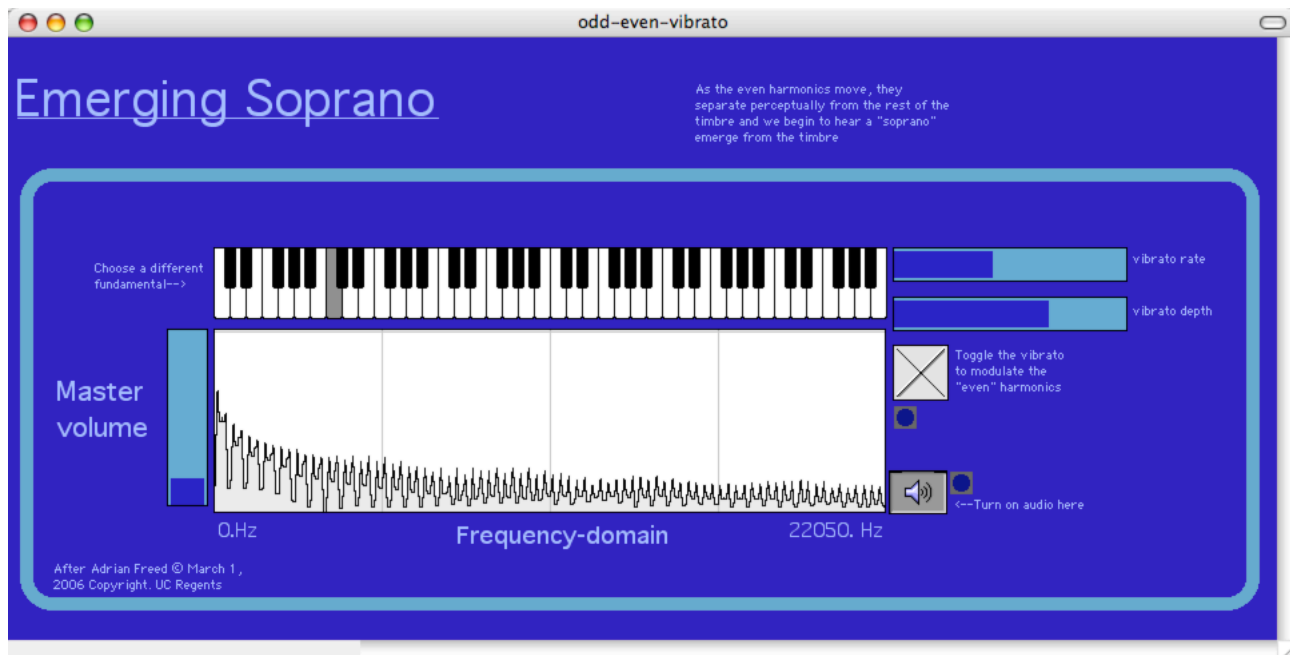 odd-even-vibrato
Emerging Soprano
As the even harmonics move, they
separate perceptually from the rest of the
timbre and we begin to hear a "soprano"
emerge from the timbre
Choose a different
fundamental-->
vibrato rate
vibrato depth
Toggle the vibrato
to modulate the
"even" harmonics
Master
volume
<--Turn on audio here
0.Hz
Frequency-domain
22050. Hz
After Adrian Freed © March 1,
2006 Copyright. UC Regents